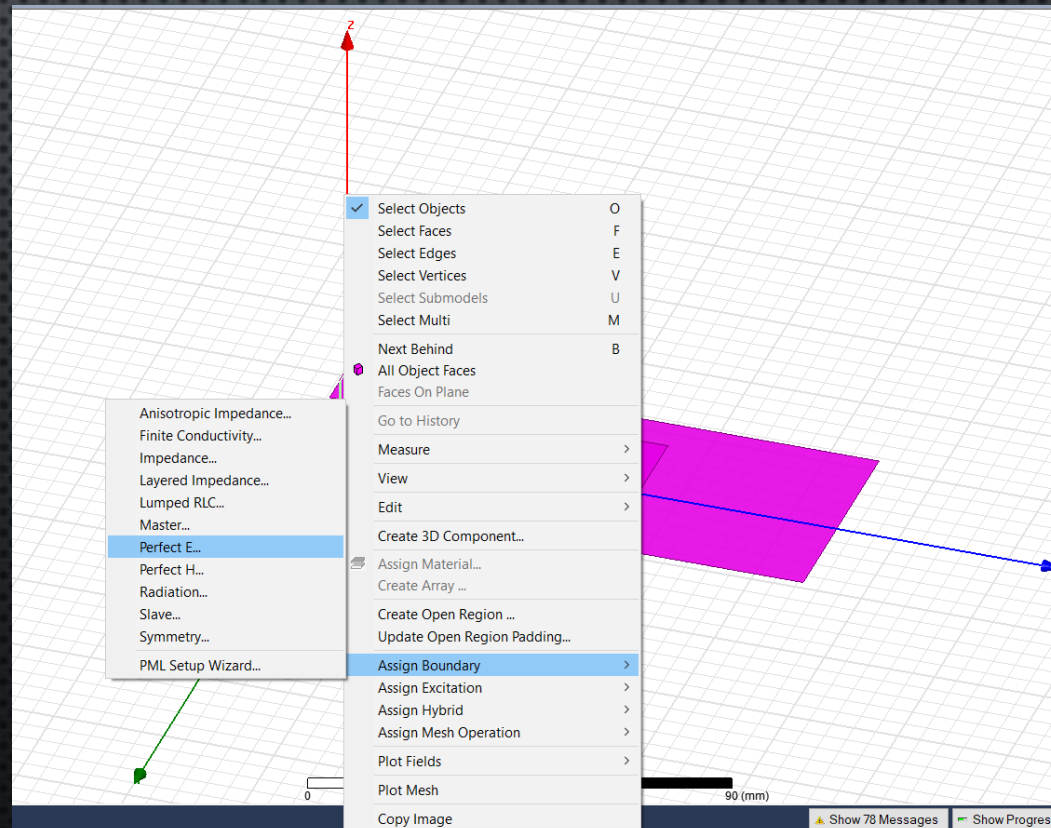 Z
Select Objects O
Select Faces F
Select Edges E
Select Vertices V
Select Submodels U
Select Multi M
Next Behind B
All Object Faces
Faces On Plane
Go to History
Measure
View
Edit
Create 3D Component...
Assign Material...
Create Array ...
Create Open Region ...
Update Open Region Padding...
Assign Boundary
Assign Excitation
Assign Hybrid
Assign Mesh Operation
Plot Fields
Plot Mesh
Copy Image
Anisotropic Impedance...
Finite Conductivity...
Impedance...
Layered Impedance...
Lumped RLC...
Master...
Perfect E...
Perfect H...
Radiation...
Slave...
Symmetry...
PML Setup Wizard...
0 90 (mm)
Show 78 Messages Show Progres